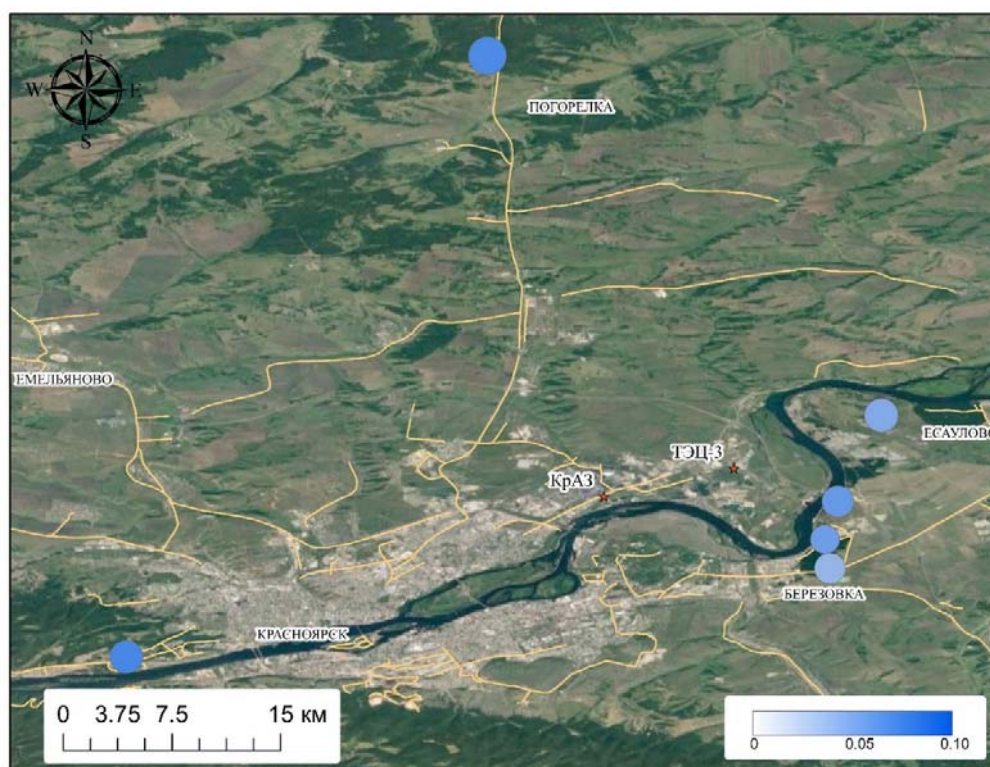 N
W
E
S
ПОГОРЕЛКА
ЕМЕЛЬЯНОВО
ЕСАУЛОВО
ТЭЦ-3
КрАЗ
БЕРЕЗОВКА
КРАСНОЯРСК
0 3.75 7.5 15 км
0 0.05 0.10